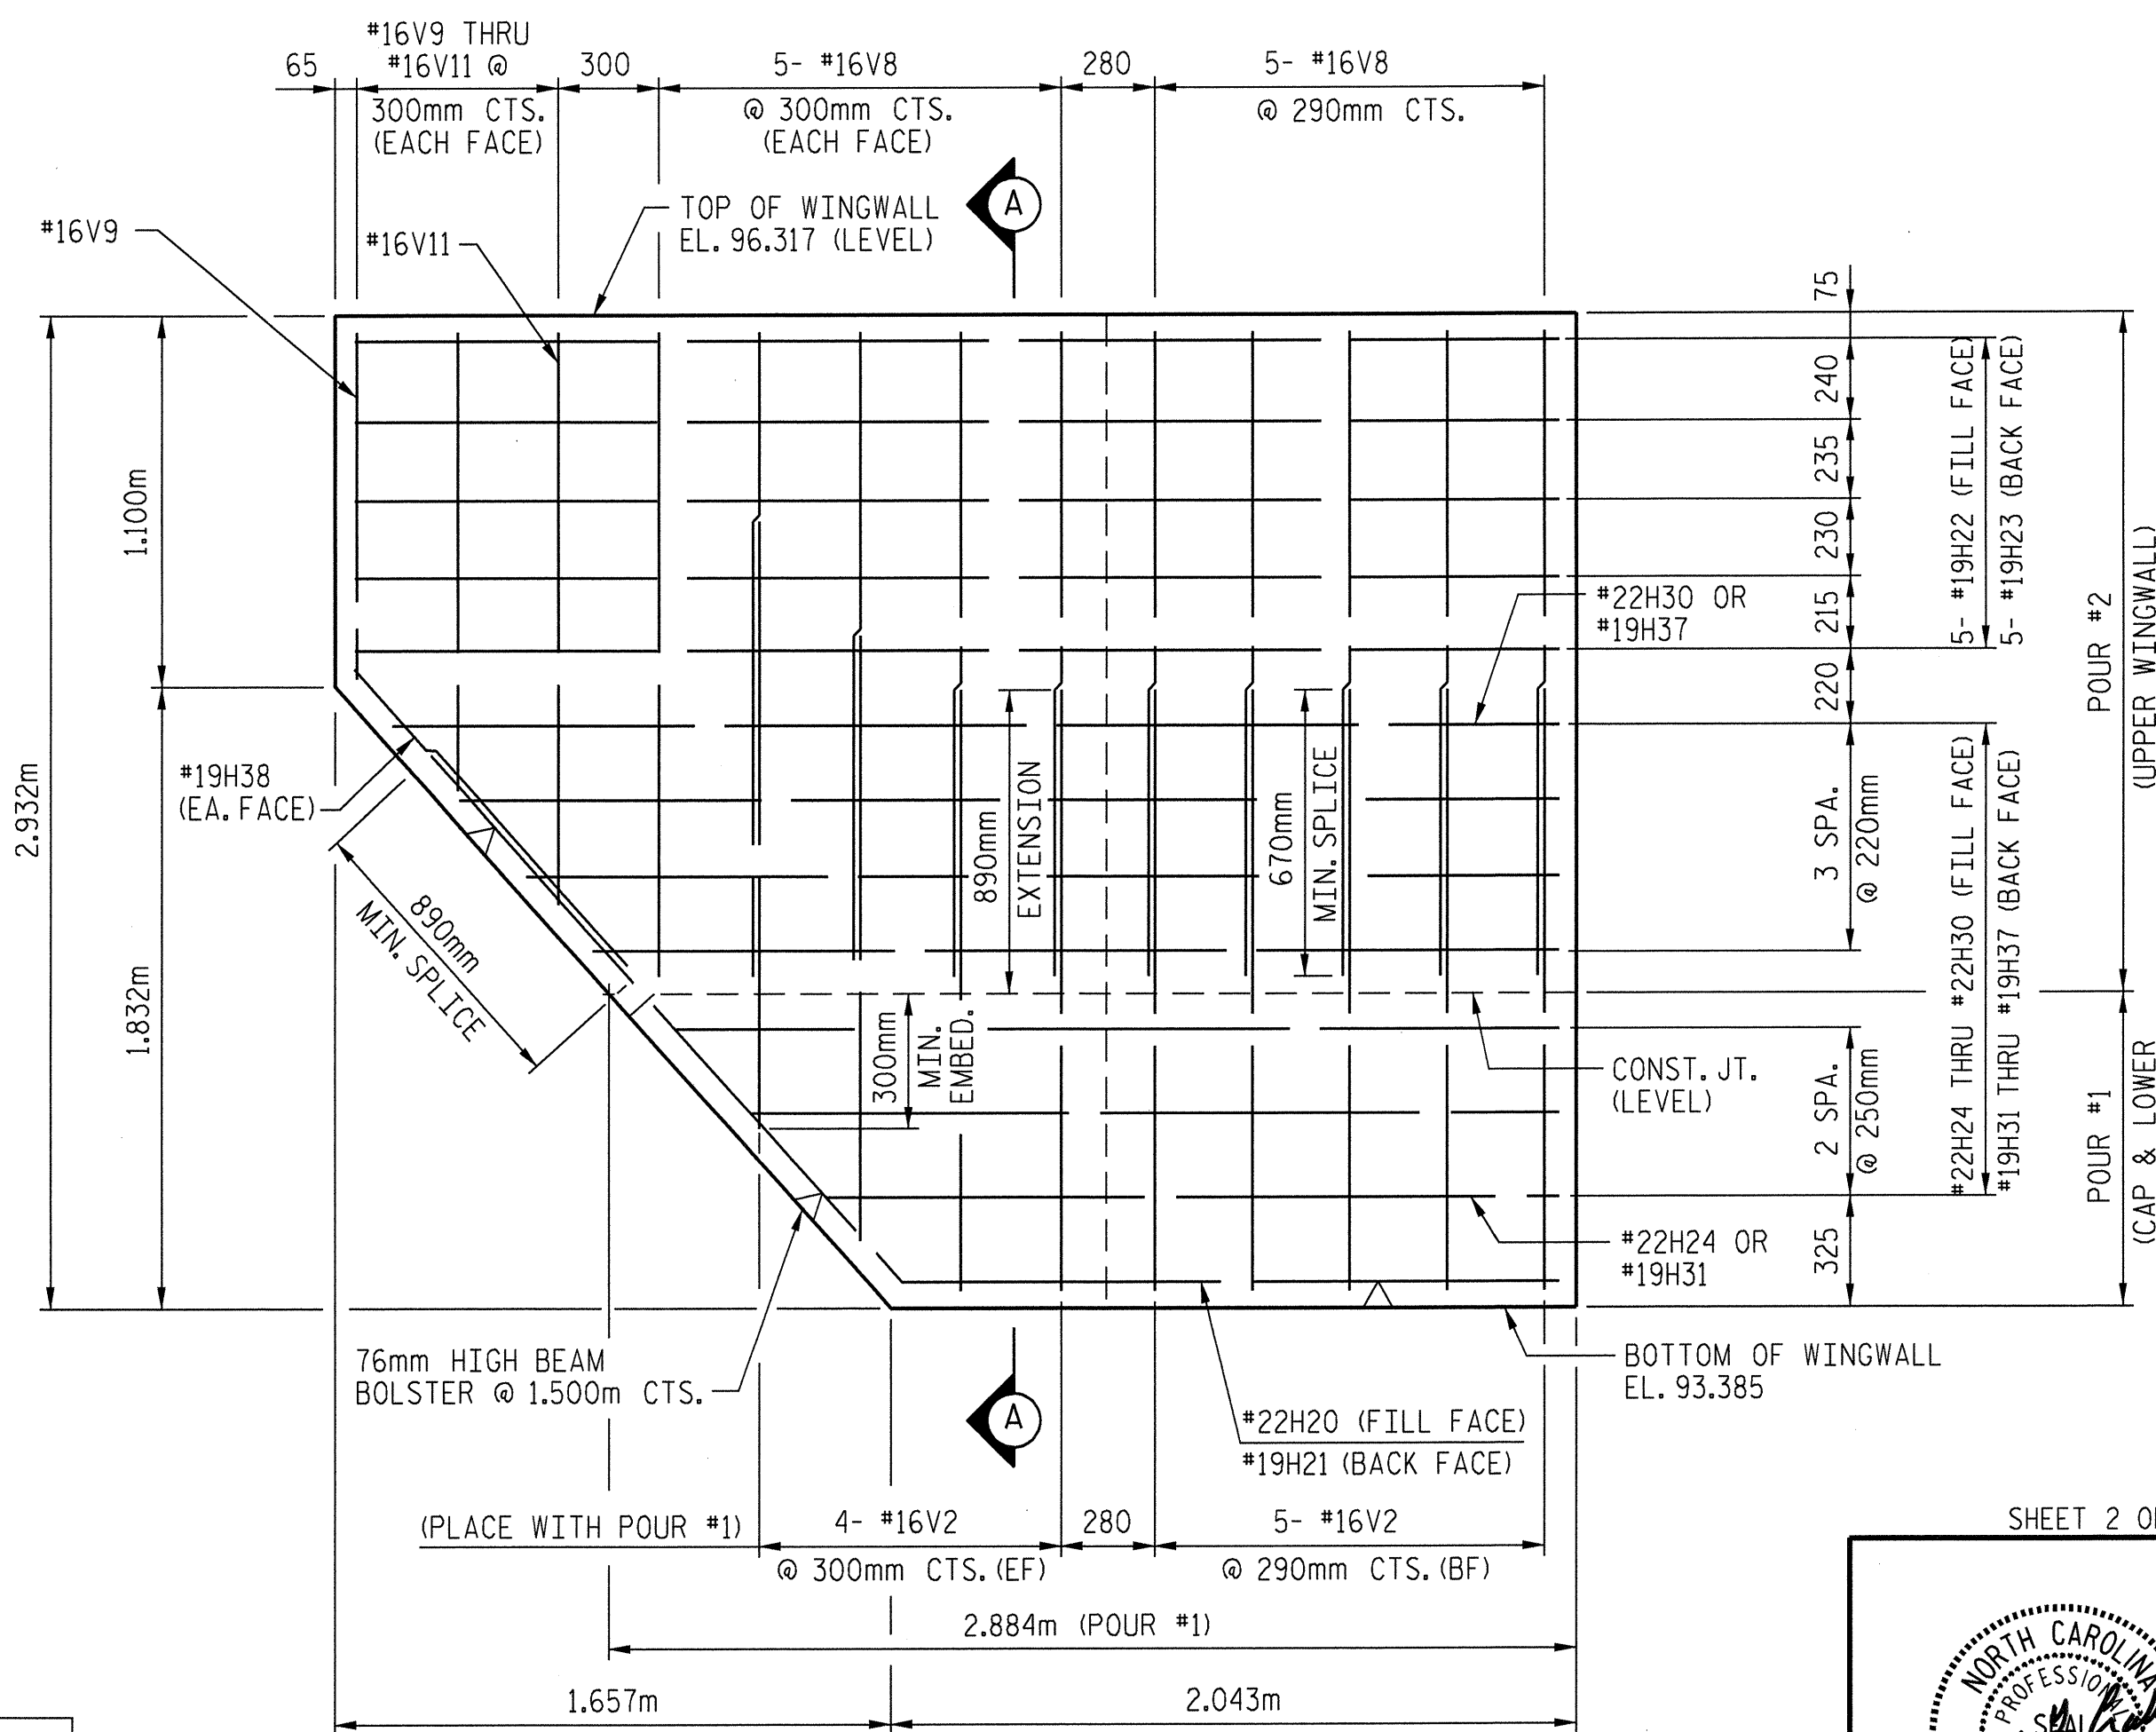 #16V9 THRU
#16V11 @
300mm CTS.
(EACH FACE)
65
300
5- #16V8
@ 300mm CTS.
(EACH FACE)
280
5- #16V8
@ 290mm CTS.
#16V9
#16V11
TOP OF WINGWALL
EL. 96.317 (LEVEL)
A
2.932m
1.100m
1.832m
#19H38
(EA. FACE)
890mm
MIN. SPLICE
890mm
EXTENSION
670mm
MIN. SPLICE
300mm
MIN.
EMBED.
#22H30 OR
#19H37
CONST. JT.
(LEVEL)
#22H24 OR
#19H31
75
240
235
230
215
220
3 SPA.
@ 220mm
2 SPA.
@ 250mm
325
5- #19H22 (FILL FACE)
5- #19H23 (BACK FACE)
#22H24 THRU #22H30 (FILL FACE)
#19H31 THRU #19H37 (BACK FACE)
POUR #2
(UPPER WINGWALL)
POUR #1
(CAP & LOWER
76mm HIGH BEAM
BOLSTER @ 1.500m CTS.
A
BOTTOM OF WINGWALL
EL. 93.385
#22H20 (FILL FACE)
#19H21 (BACK FACE)
(PLACE WITH POUR #1)
4- #16V2
@ 300mm CTS. (EF)
280
5- #16V2
@ 290mm CTS. (BF)
2.884m (POUR #1)
1.657m
2.043m
SHEET 2
NORTH CAROLINA
PROFESSIONAL
SEAL